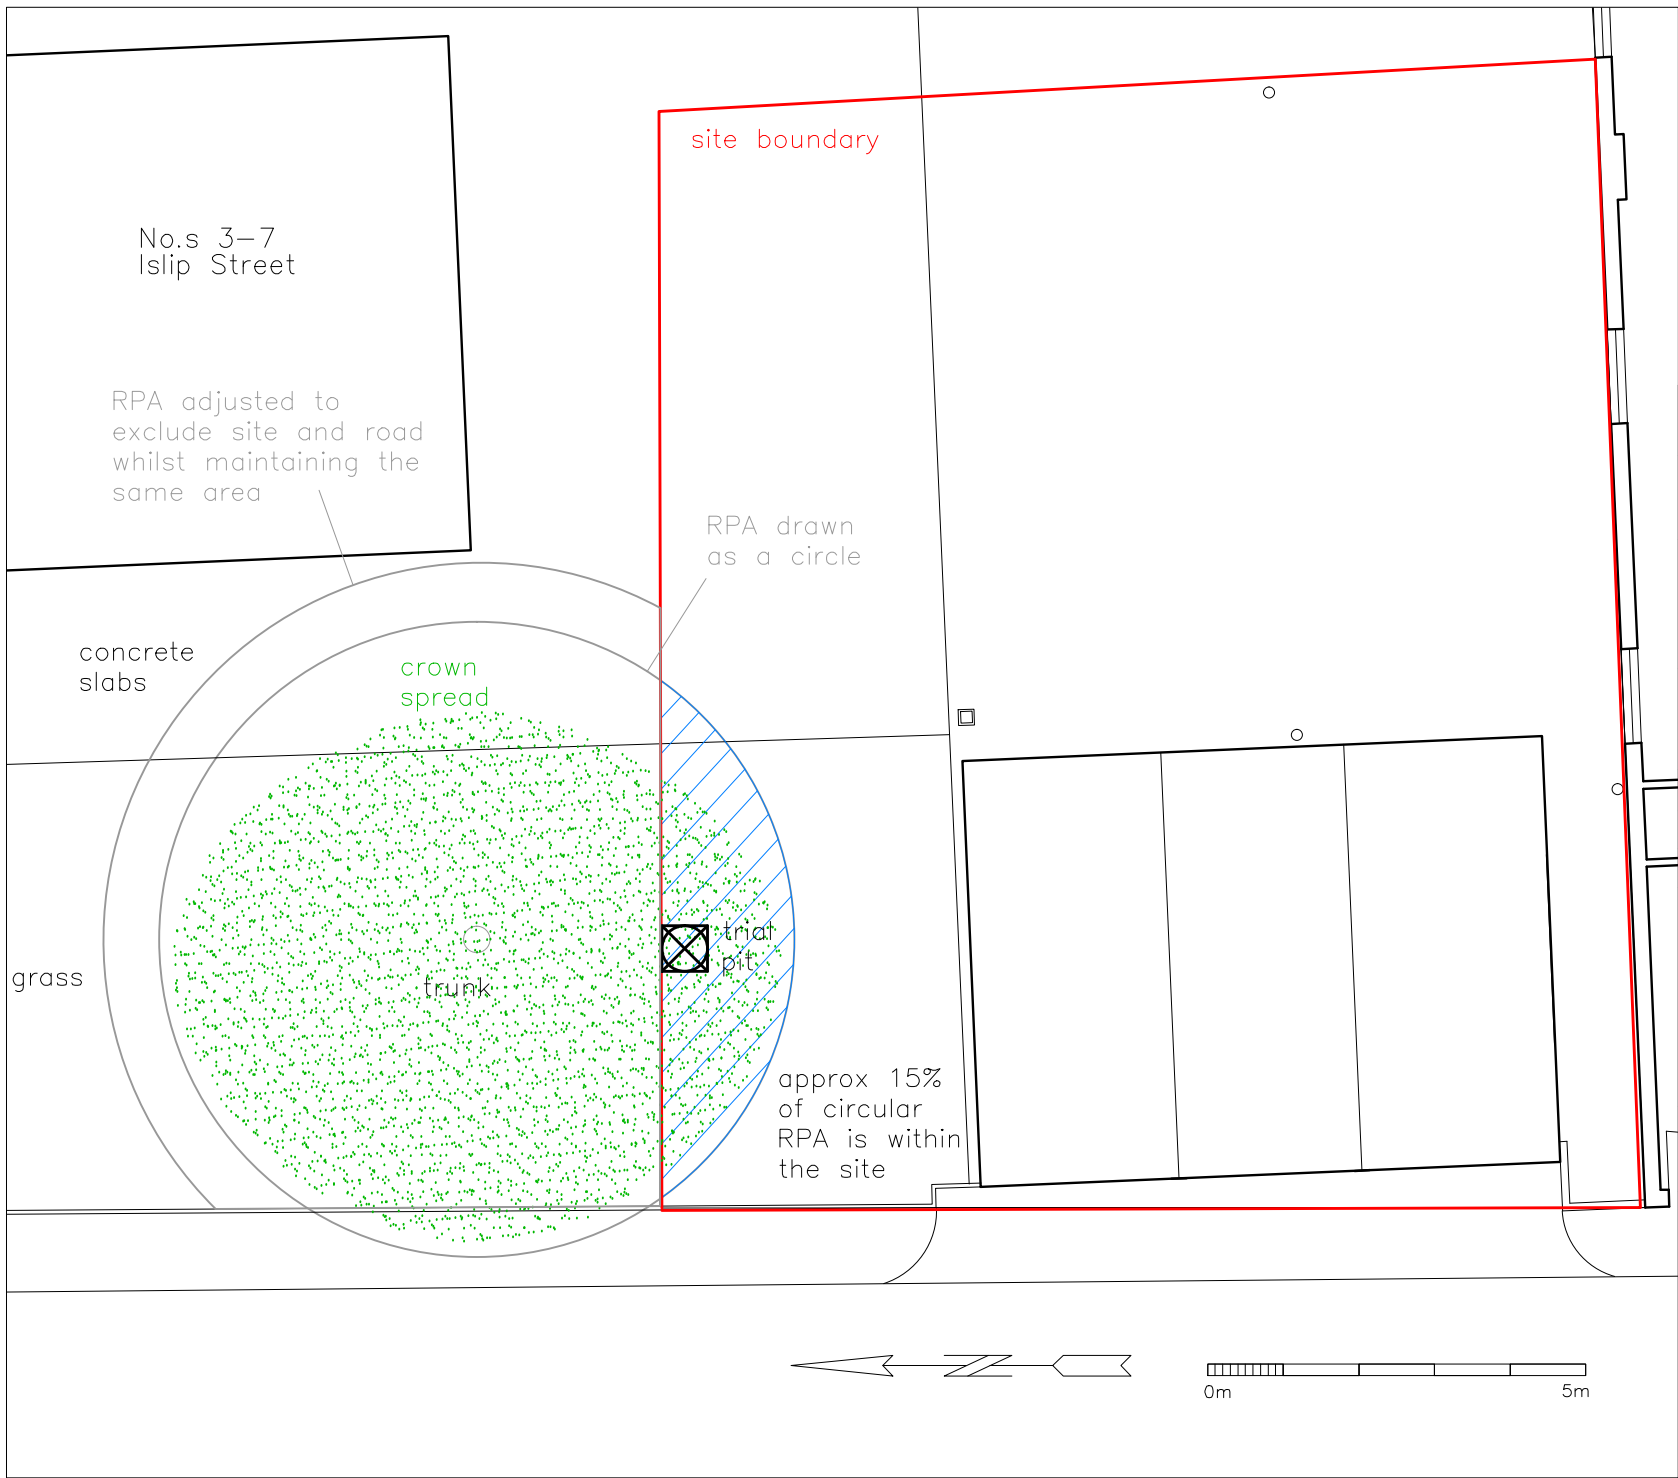 site boundary
No.s 3-7
Islip Street
RPA adjusted to
exclude site and road
whilst maintaining the
same area
RPA drawn
as a circle
concrete
slabs
crown
spread
trial
pit
grass
trunk
approx 15%
of circular
RPA is within
the site
N
0m
5m